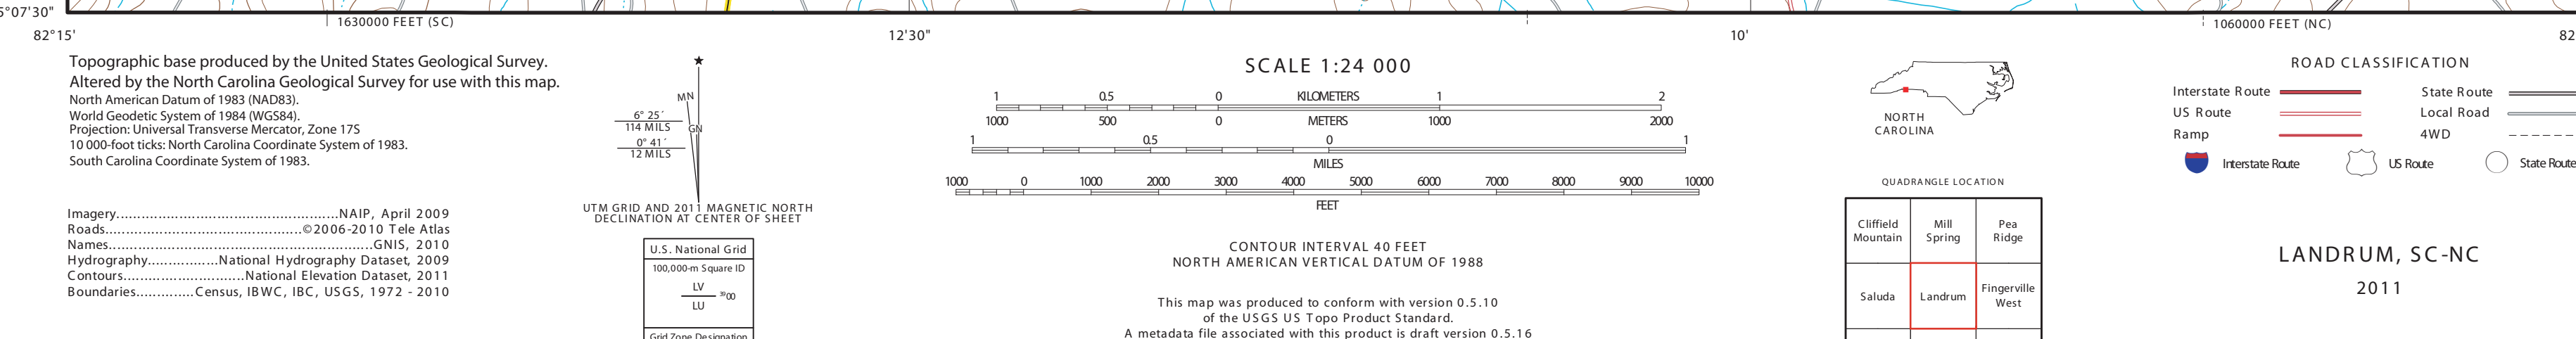 5°07'30"
1630000 FEET (SC)
1060000 FEET (NC)
82°15'
12'30"
10'
82
Topographic base produced by the United States Geological Survey.
Altered by the North Carolina Geological Survey for use with this map.
North American Datum of 1983 (NAD83).
World Geodetic System of 1984 (WGS84).
Projection: Universal Transverse Mercator, Zone 17S
10 000-foot ticks: North Carolina Coordinate System of 1983.
South Carolina Coordinate System of 1983.
Imagery......................................................NAIP, April 2009
Roads...............................................©2006-2010 Tele Atlas
Names...............................................................GNIS, 2010
Hydrography.................National Hydrography Dataset, 2009
Contours.............................National Elevation Dataset, 2011
Boundaries..............Census, IBWC, IBC, USGS, 1972 - 2010
MN
GN
6° 25´
114 MILS
0° 41´
12 MILS
UTM GRID AND 2011 MAGNETIC NORTH
DECLINATION AT CENTER OF SHEET
U.S. National Grid
100,000-m Square ID
LV
3900
LU
Grid Zone Designation
SCALE 1:24 000
1 0.5 0 KILOMETERS 1 2
1000 500 0 METERS 1000 2000
1 0.5 0 1
MILES
1000 0 1000 2000 3000 4000 5000 6000 7000 8000 9000 10000
FEET
CONTOUR INTERVAL 40 FEET
NORTH AMERICAN VERTICAL DATUM OF 1988
This map was produced to conform with version 0.5.10
of the USGS US Topo Product Standard.
A metadata file associated with this product is draft version 0.5.16
NORTH
CAROLINA
QUADRANGLE LOCATION
Cliffield
Mountain
Mill
Spring
Pea
Ridge
Saluda
Landrum
Fingerville
West
ROAD CLASSIFICATION
Interstate Route
State Route
US Route
Local Road
Ramp
4WD
Interstate Route
US Route
State Route
LANDRUM, SC-NC
2011